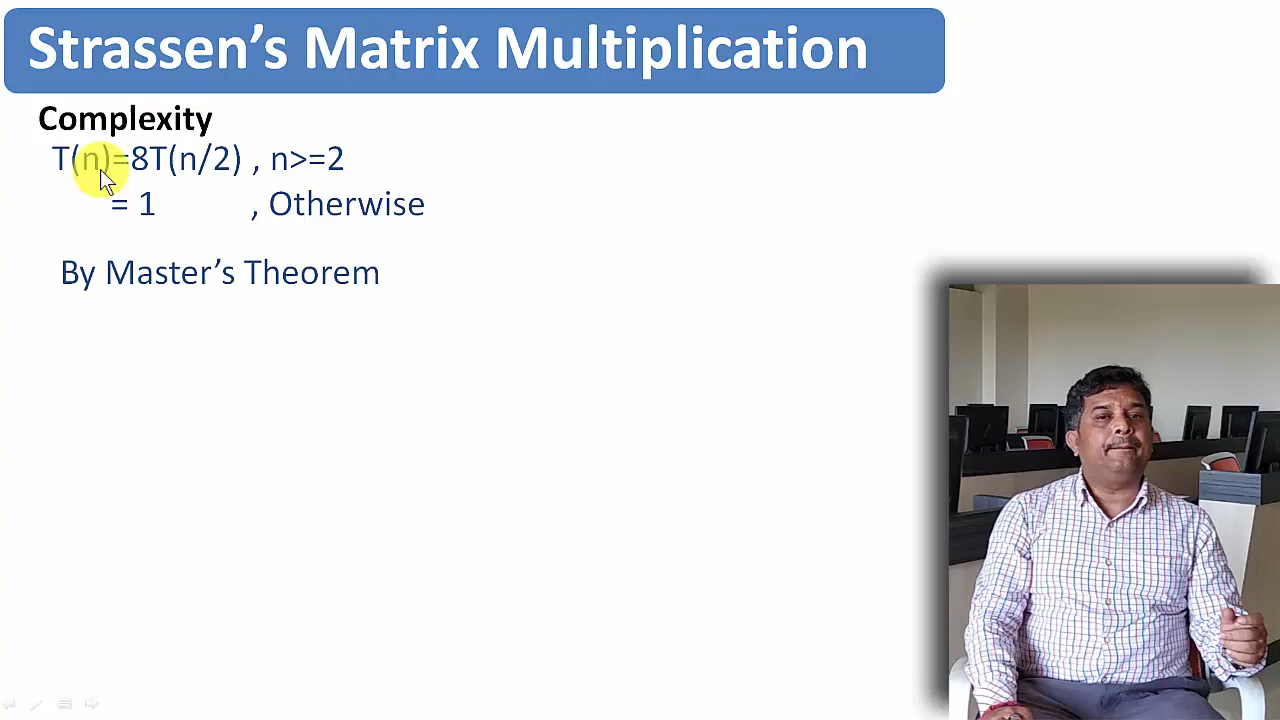 Strassen’s Matrix Multiplication
Complexity
T(n)=8T(n/2) , n>=2
= 1 , Otherwise
By Master’s Theorem